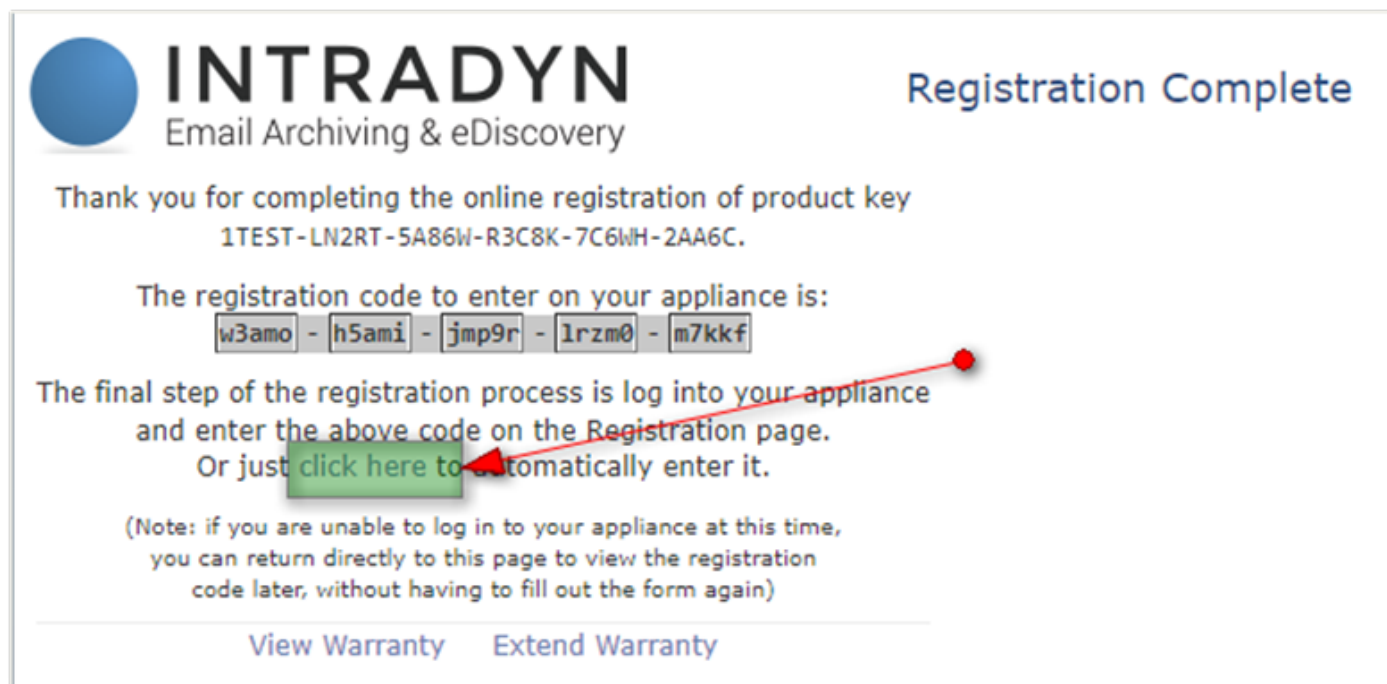 INTRADYN
Email Archiving & eDiscovery
Registration Complete
Thank you for completing the online registration of product key
1TEST-LN2RT-5A86W-R3C8K-7C6WH-2AA6C.
The registration code to enter on your appliance is:
w3amo - h5ami - jmp9r - lrzm0 - m7kkf
The final step of the registration process is log into your appliance
and enter the above code on the Registration page.
Or just click here to automatically enter it.
(Note: if you are unable to log in to your appliance at this time,
you can return directly to this page to view the registration
code later, without having to fill out the form again)
View Warranty Extend Warranty